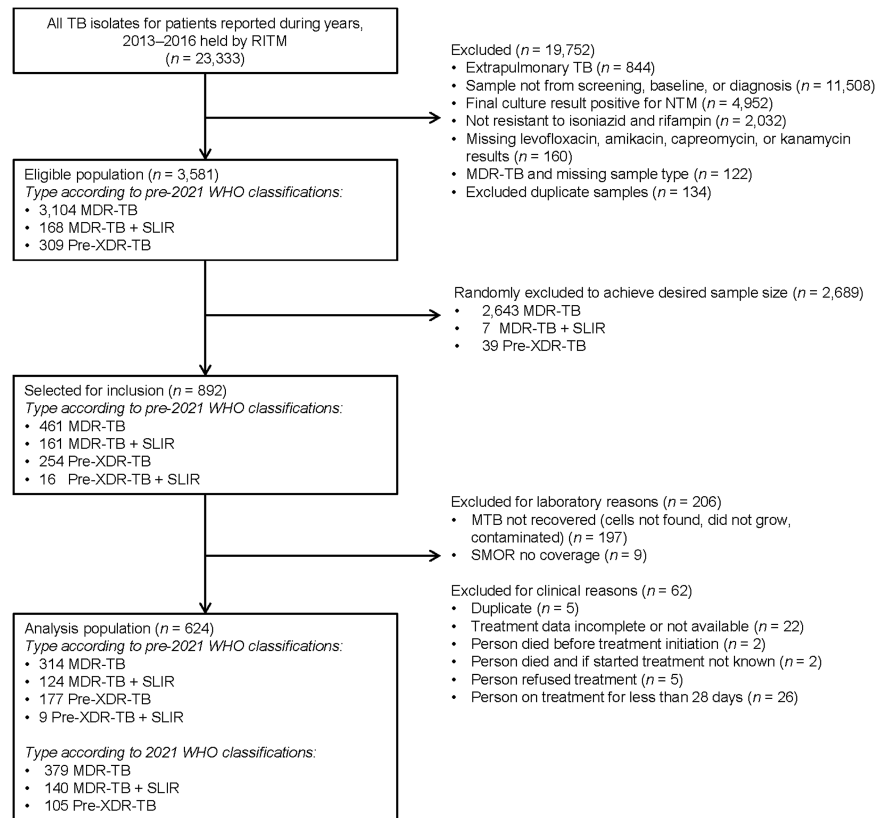 All TB isolates for patients reported during years,
2013–2016 held by RITM
(n = 23,333)
Excluded (n = 19,752)
• Extrapulmonary TB (n = 844)
• Sample not from screening, baseline, or diagnosis (n = 11,508)
• Final culture result positive for NTM (n = 4,952)
• Not resistant to isoniazid and rifampin (n = 2,032)
• Missing levofloxacin, amikacin, capreomycin, or kanamycin
results (n = 160)
• MDR-TB and missing sample type (n = 122)
• Excluded duplicate samples (n = 134)
Eligible population (n = 3,581)
Type according to pre-2021 WHO classifications:
• 3,104 MDR-TB
• 168 MDR-TB + SLIR
• 309 Pre-XDR-TB
Randomly excluded to achieve desired sample size (n = 2,689)
• 2,643 MDR-TB
• 7 MDR-TB + SLIR
• 39 Pre-XDR-TB
Selected for inclusion (n = 892)
Type according to pre-2021 WHO classifications:
• 461 MDR-TB
• 161 MDR-TB + SLIR
• 254 Pre-XDR-TB
• 16 Pre-XDR-TB + SLIR
Excluded for laboratory reasons (n = 206)
• MTB not recovered (cells not found, did not grow,
contaminated) (n = 197)
• SMOR no coverage (n = 9)
Excluded for clinical reasons (n = 62)
• Duplicate (n = 5)
• Treatment data incomplete or not available (n = 22)
• Person died before treatment initiation (n = 2)
• Person died and if started treatment not known (n = 2)
• Person refused treatment (n = 5)
• Person on treatment for less than 28 days (n = 26)
Analysis population (n = 624)
Type according to pre-2021 WHO classifications:
• 314 MDR-TB
• 124 MDR-TB + SLIR
• 177 Pre-XDR-TB
• 9 Pre-XDR-TB + SLIR
Type according to 2021 WHO classifications:
• 379 MDR-TB
• 140 MDR-TB + SLIR
• 105 Pre-XDR-TB